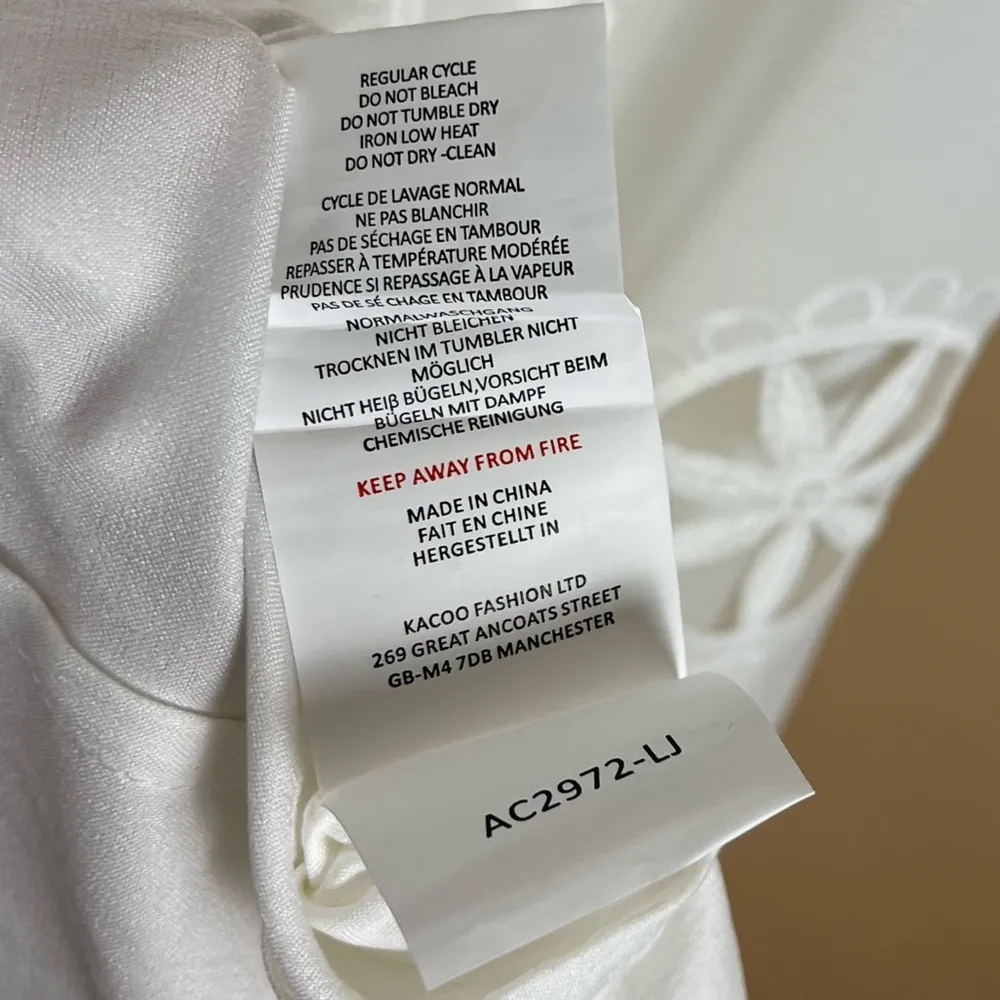 REGULAR CYCLE
DO NOT BLEACH
DO NOT TUMBLE DRY
IRON LOW HEAT
DO NOT DRY -CLEAN
CYCLE DE LAVAGE NORMAL
NE PAS BLANCHIR
PAS DE SÉCHAGE EN TAMBOUR
REPASSER À TEMPÉRATURE MODÉRÉE
PRUDENCE SI REPASSAGE À LA VAPEUR
PAS DE SÉ CHAGE EN TAMBOUR
NORMALWASCHGANG
NICHT BLEICHEN
TROCKNEN IM TUMBLER NICHT
MÖGLICH
NICHT HEIβ BÜGELN,VORSICHT BEIM
BÜGELN MIT DAMPF
CHEMISCHE REINIGUNG
KEEP AWAY FROM FIRE
MADE IN CHINA
FAIT EN CHINE
HERGESTELLT IN
KACOO FASHION LTD
269 GREAT ANCOATS STREET
GB-M4 7DB MANCHESTER
AC2972-LJ